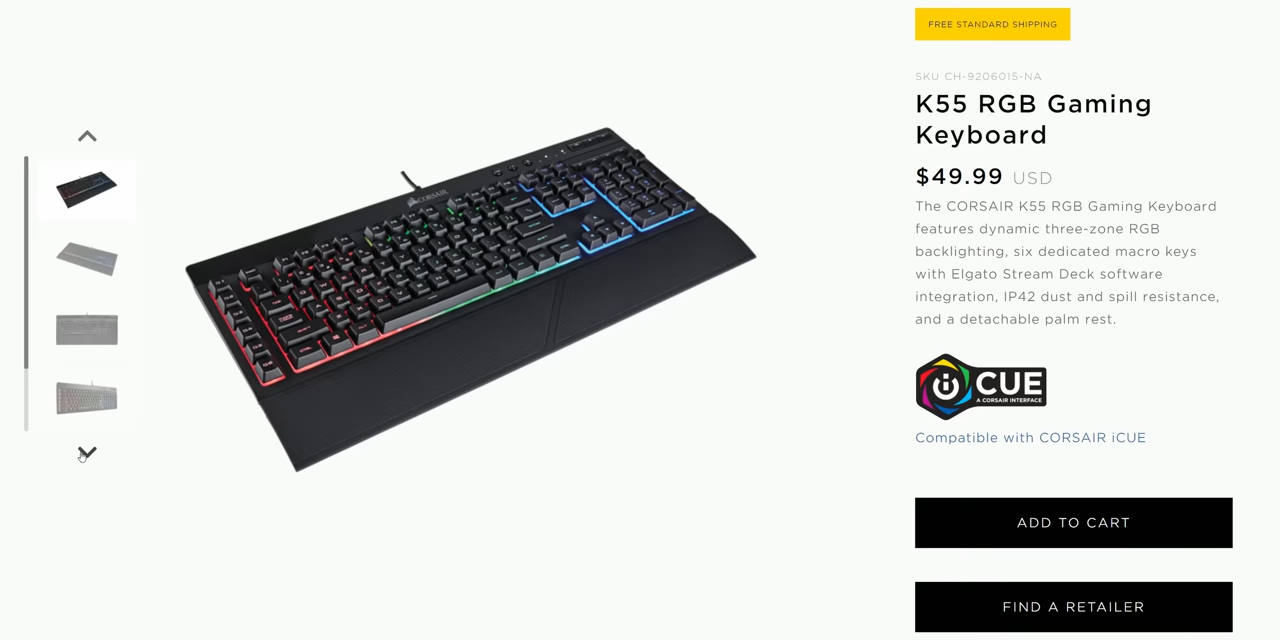 FREE STANDARD SHIPPING
SKU CH-9206015-NA
K55 RGB Gaming
Keyboard
$49.99 USD
The CORSAIR K55 RGB Gaming Keyboard
features dynamic three-zone RGB
backlighting, six dedicated macro keys
with Elgato Stream Deck software
integration, IP42 dust and spill resistance,
and a detachable palm rest.
CORSAIR
iCUE
A CORSAIR INTERFACE
Compatible with CORSAIR iCUE
ADD TO CART
FIND A RETAILER